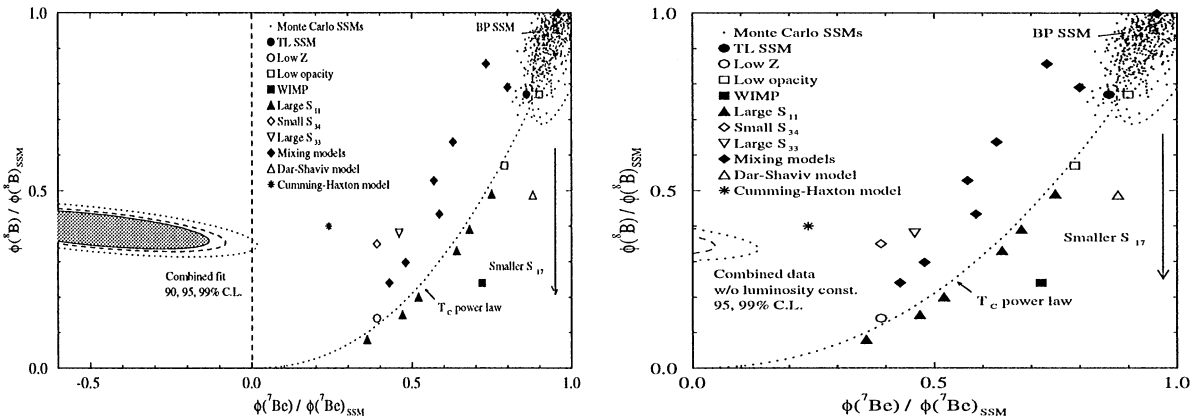 1.0
0.5
0.0
ϕ(⁸B) / ϕ(⁸B)SSM
-0.5
0.0
0.5
1.0
ϕ(⁷Be) / ϕ(⁷Be)SSM
Monte Carlo SSMs
TL SSM
Low Z
Low opacity
WIMP
Large S₁₁
Small S₃₄
Large S₃₃
Mixing models
Dar-Shaviv model
Cumming-Haxton model
BP SSM
Smaller S₁₇
Combined fit
90, 95, 99% C.L.
T_C power law
1.0
0.5
0.0
ϕ(⁸B) / ϕ(⁸B)SSM
0.0
0.5
1.0
ϕ(⁷Be) / ϕ(⁷Be)SSM
Monte Carlo SSMs
TL SSM
Low Z
Low opacity
WIMP
Large S₁₁
Small S₃₄
Large S₃₃
Mixing models
Dar-Shaviv model
Cumming-Haxton model
BP SSM
Smaller S₁₇
Combined data
w/o luminosity const.
95, 99% C.L.
T_C power law